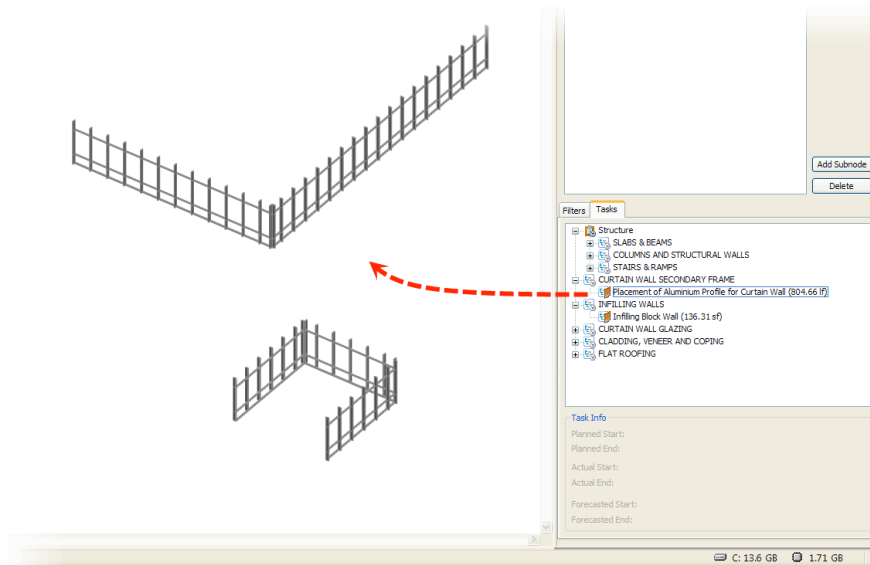 Add Subnode
Delete
Filters Tasks
Structure
SLABS & BEAMS
COLUMNS AND STRUCTURAL WALLS
STAIRS & RAMPS
CURTAIN WALL SECONDARY FRAME
Placement of Aluminium Profile for Curtain Wall (804.66 lf)
INFILLING WALLS
Infilling Block Wall (136.31 sf)
CURTAIN WALL GLAZING
CLADDING, VENEER AND COPING
FLAT ROOFING
Task Info
Planned Start:
Planned End:
Actual Start:
Actual End:
Forecasted Start:
Forecasted End:
C: 13.6 GB 1.71 GB